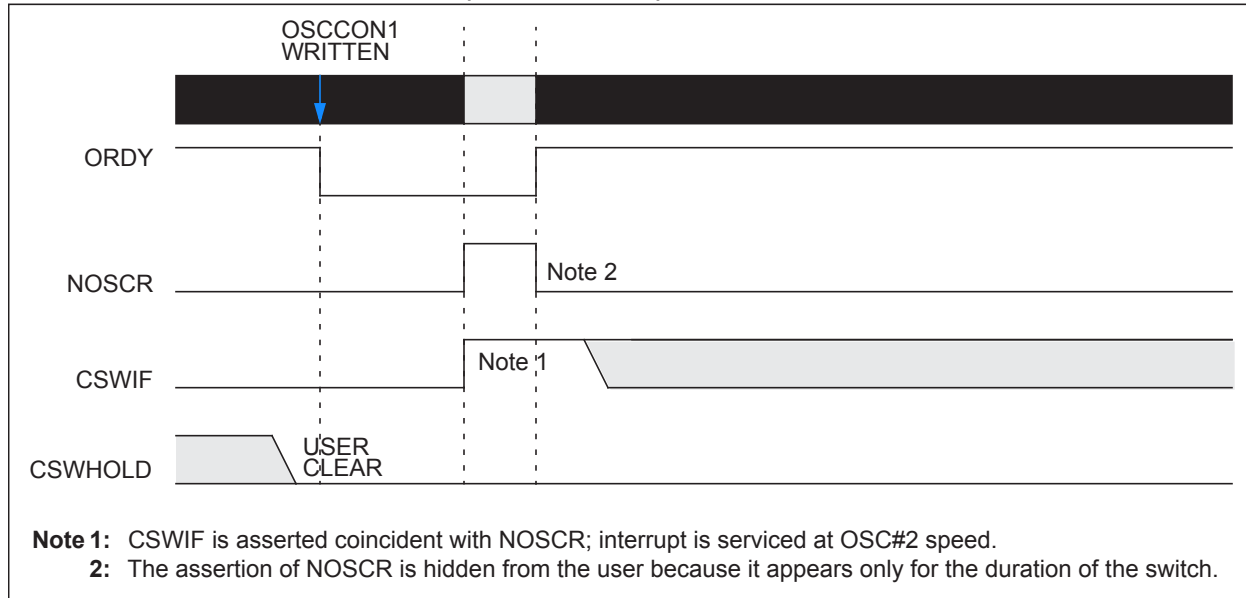 OSCCON1
WRITTEN
ORDY
NOSCR
Note 2
CSWIF
Note 1
CSWHOLD
USER
CLEAR
Note 1: CSWIF is asserted coincident with NOSCR; interrupt is serviced at OSC#2 speed.
2: The assertion of NOSCR is hidden from the user because it appears only for the duration of the switch.